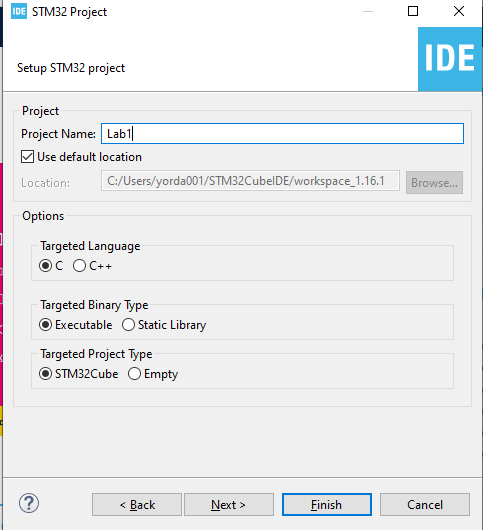 IDE STM32 Project
Setup STM32 project
IDE
Project
Project Name: Lab1
Use default location
Location: C:/Users/yorda001/STM32CubeIDE/workspace_1.16.1 Browse...
Options
Targeted Language
C C++
Targeted Binary Type
Executable Static Library
Targeted Project Type
STM32Cube Empty
? < Back Next > Finish Cancel